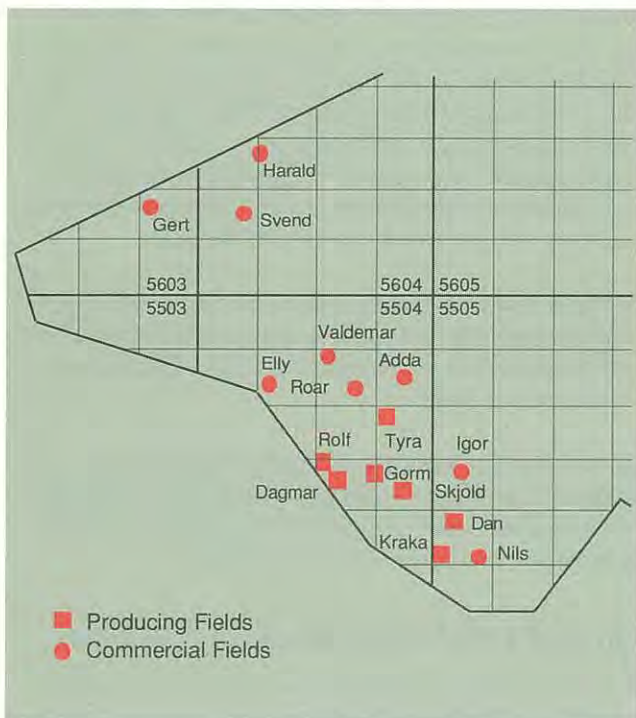 Harald
Gert
Svend
5603
5604 5605
5503
5504 5505
Valdemar
Elly
Adda
Roar
Rolf
Tyra
Igor
Gorm
Dagmar
Skjold
Dan
Kraka
Nils
Producing Fields
Commercial Fields